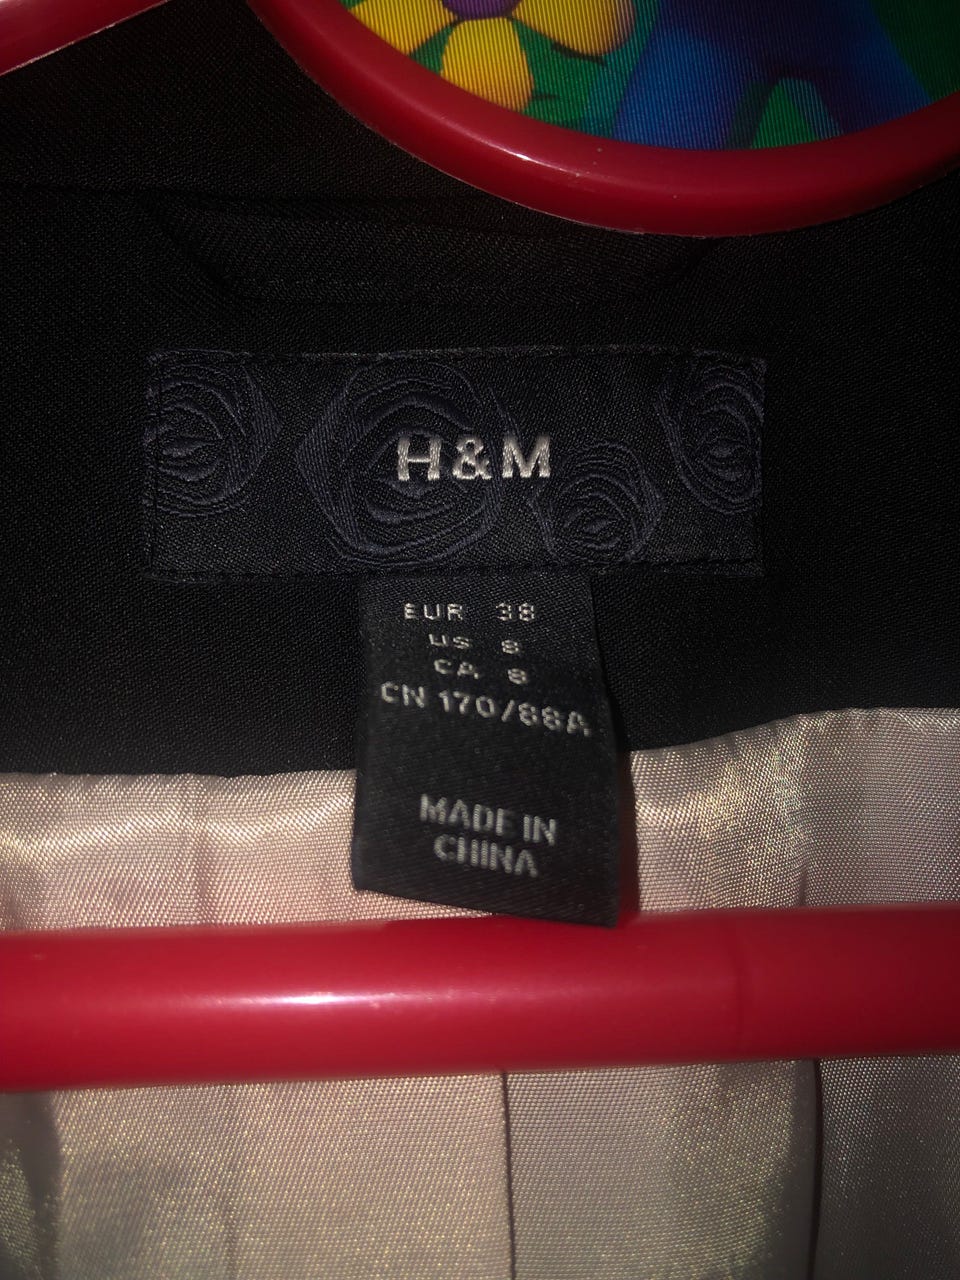 H&M
EUR 38
US 8
CA 8
CN 170/88A
MADE IN
CHINA